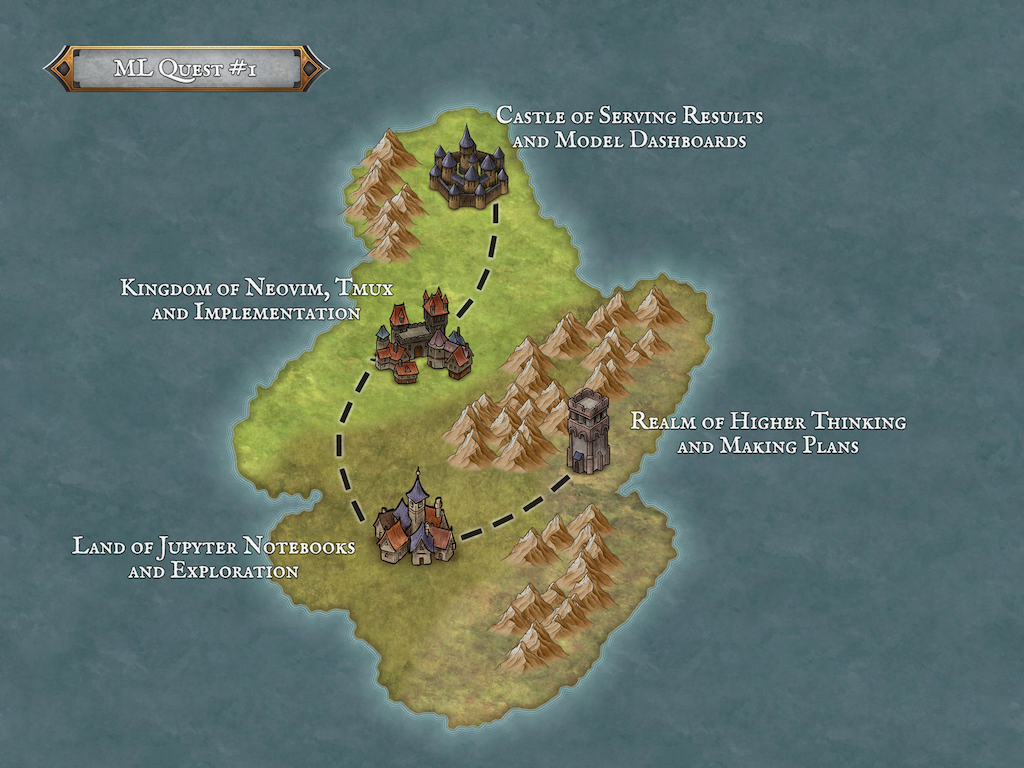 ML Quest #1
Castle of Serving Results
and Model Dashboards
Kingdom of Neovim, Tmux
and Implementation
Realm of Higher Thinking
and Making Plans
Land of Jupyter Notebooks
and Exploration